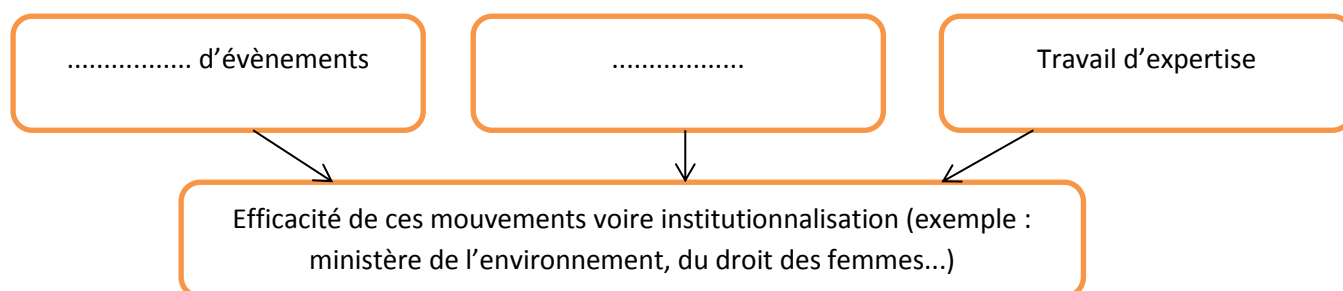 ................. d’évènements
..................
Travail d’expertise
Efficacité de ces mouvements voire institutionnalisation (exemple :
ministère de l’environnement, du droit des femmes...)